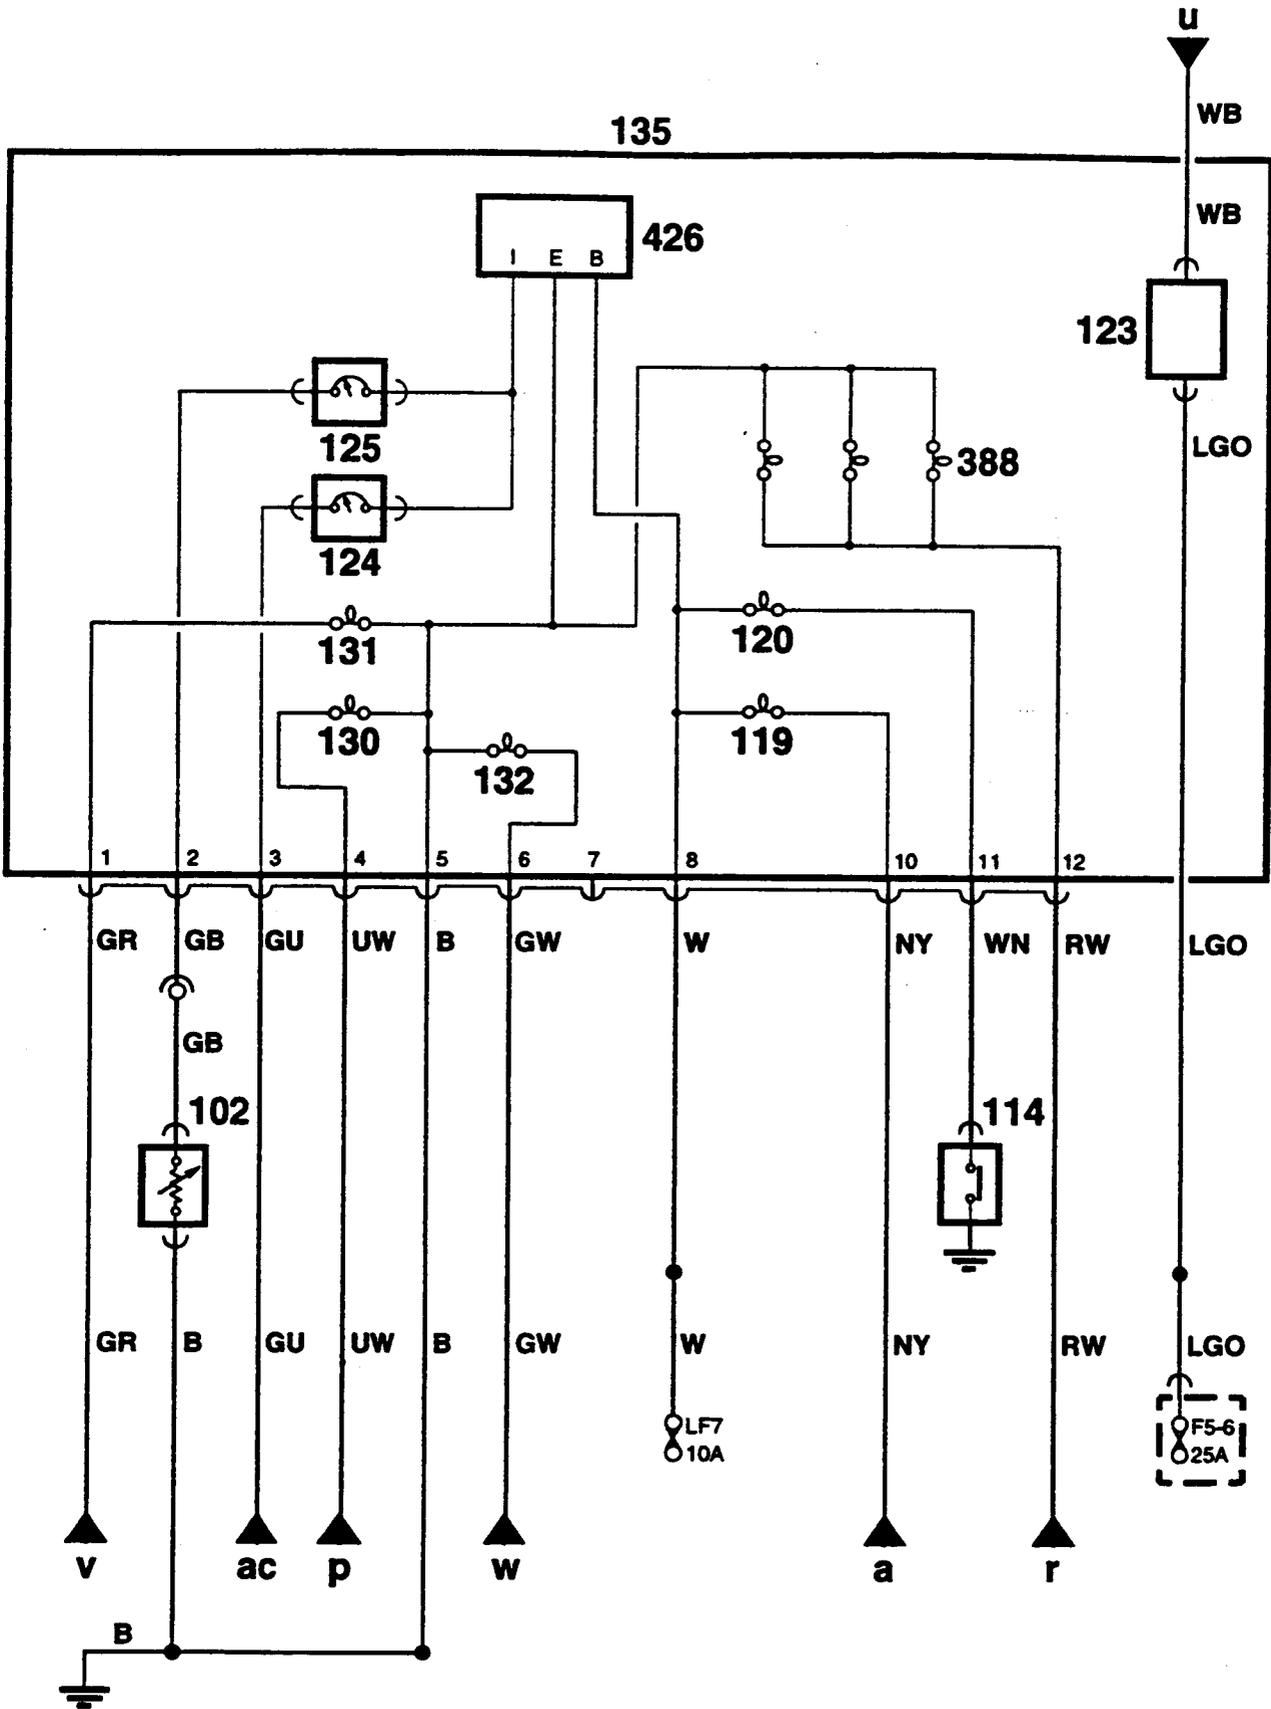 u
WB
135
WB
426
I E B
123
125
LGO
388
124
120
131
130
119
132
1 2 3 4 5 6 7 8 10 11 12
GR GB GU UW B GW W NY WN RW LGO
GB
102
114
GR B GU UW B GW W NY RW LGO
LF7
10A
F5-6
25A
v ac p w a r
B